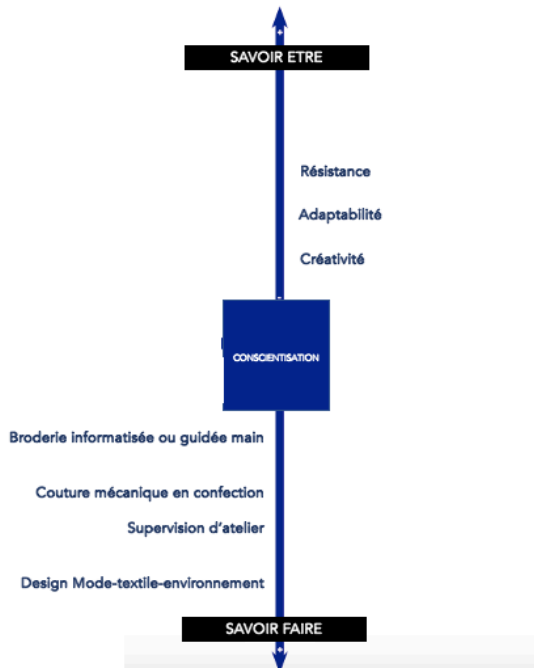 +
SAVOIR ETRE
Résistance
Adaptabilité
Créativité
-
CONSCIENTISATION
Broderie informatisée ou guidée main
Couture mécanique en confection
Supervision d'atelier
Design Mode-textile-environnement
SAVOIR FAIRE
+